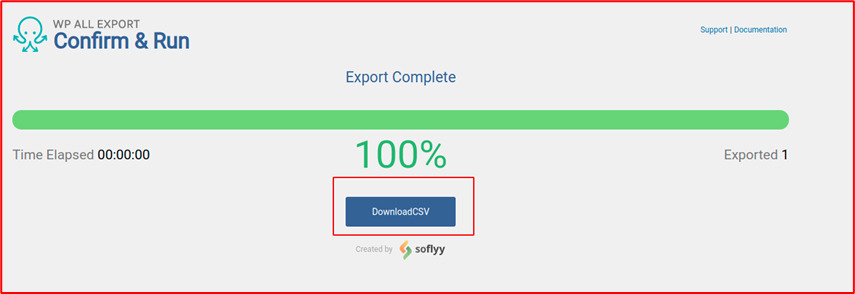 WP ALL EXPORT
Confirm & Run
Support | Documentation
Export Complete
Time Elapsed 00:00:00
100%
Exported 1
DownloadCSV
Created by soflyy